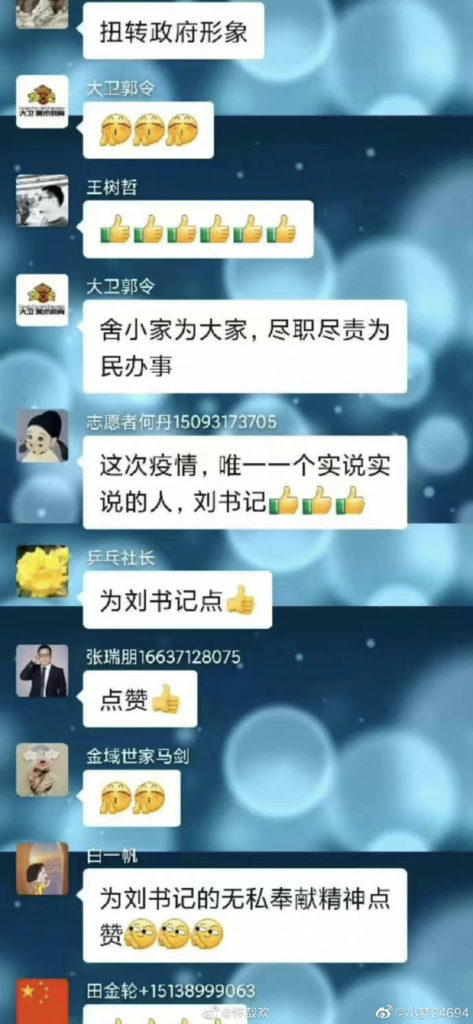 扭转政府形象
大卫郭令
王树哲
大卫郭令
舍小家为大家，尽职尽责为
民办事
志愿者何丹15093173705
这次疫情，唯一一个实说实
说的人，刘书记
乒乓社长
为刘书记点
张瑞朋16637128075
点赞
金域世家马剑
白一帆
为刘书记的无私奉献精神点
赞
田金轮+15138999063
@小梦24694